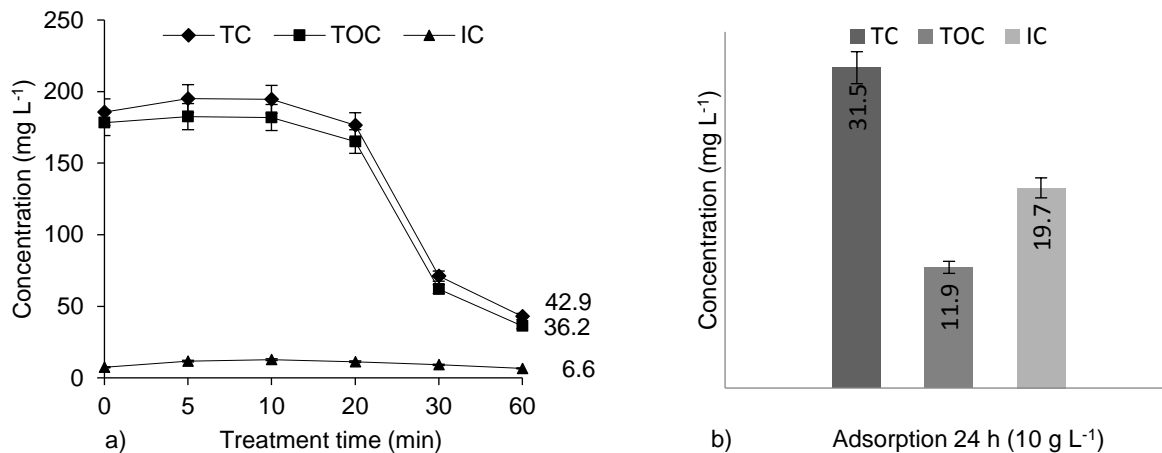 TC TOC IC
250
200
150
100
50
0
Concentration (mg L⁻¹)
42.9
36.2
6.6
0 5 10 20 30 60
a) Treatment time (min)
TC TOC IC
Concentration (mg L⁻¹)
31.5
11.9
19.7
b) Adsorption 24 h (10 g L⁻¹)